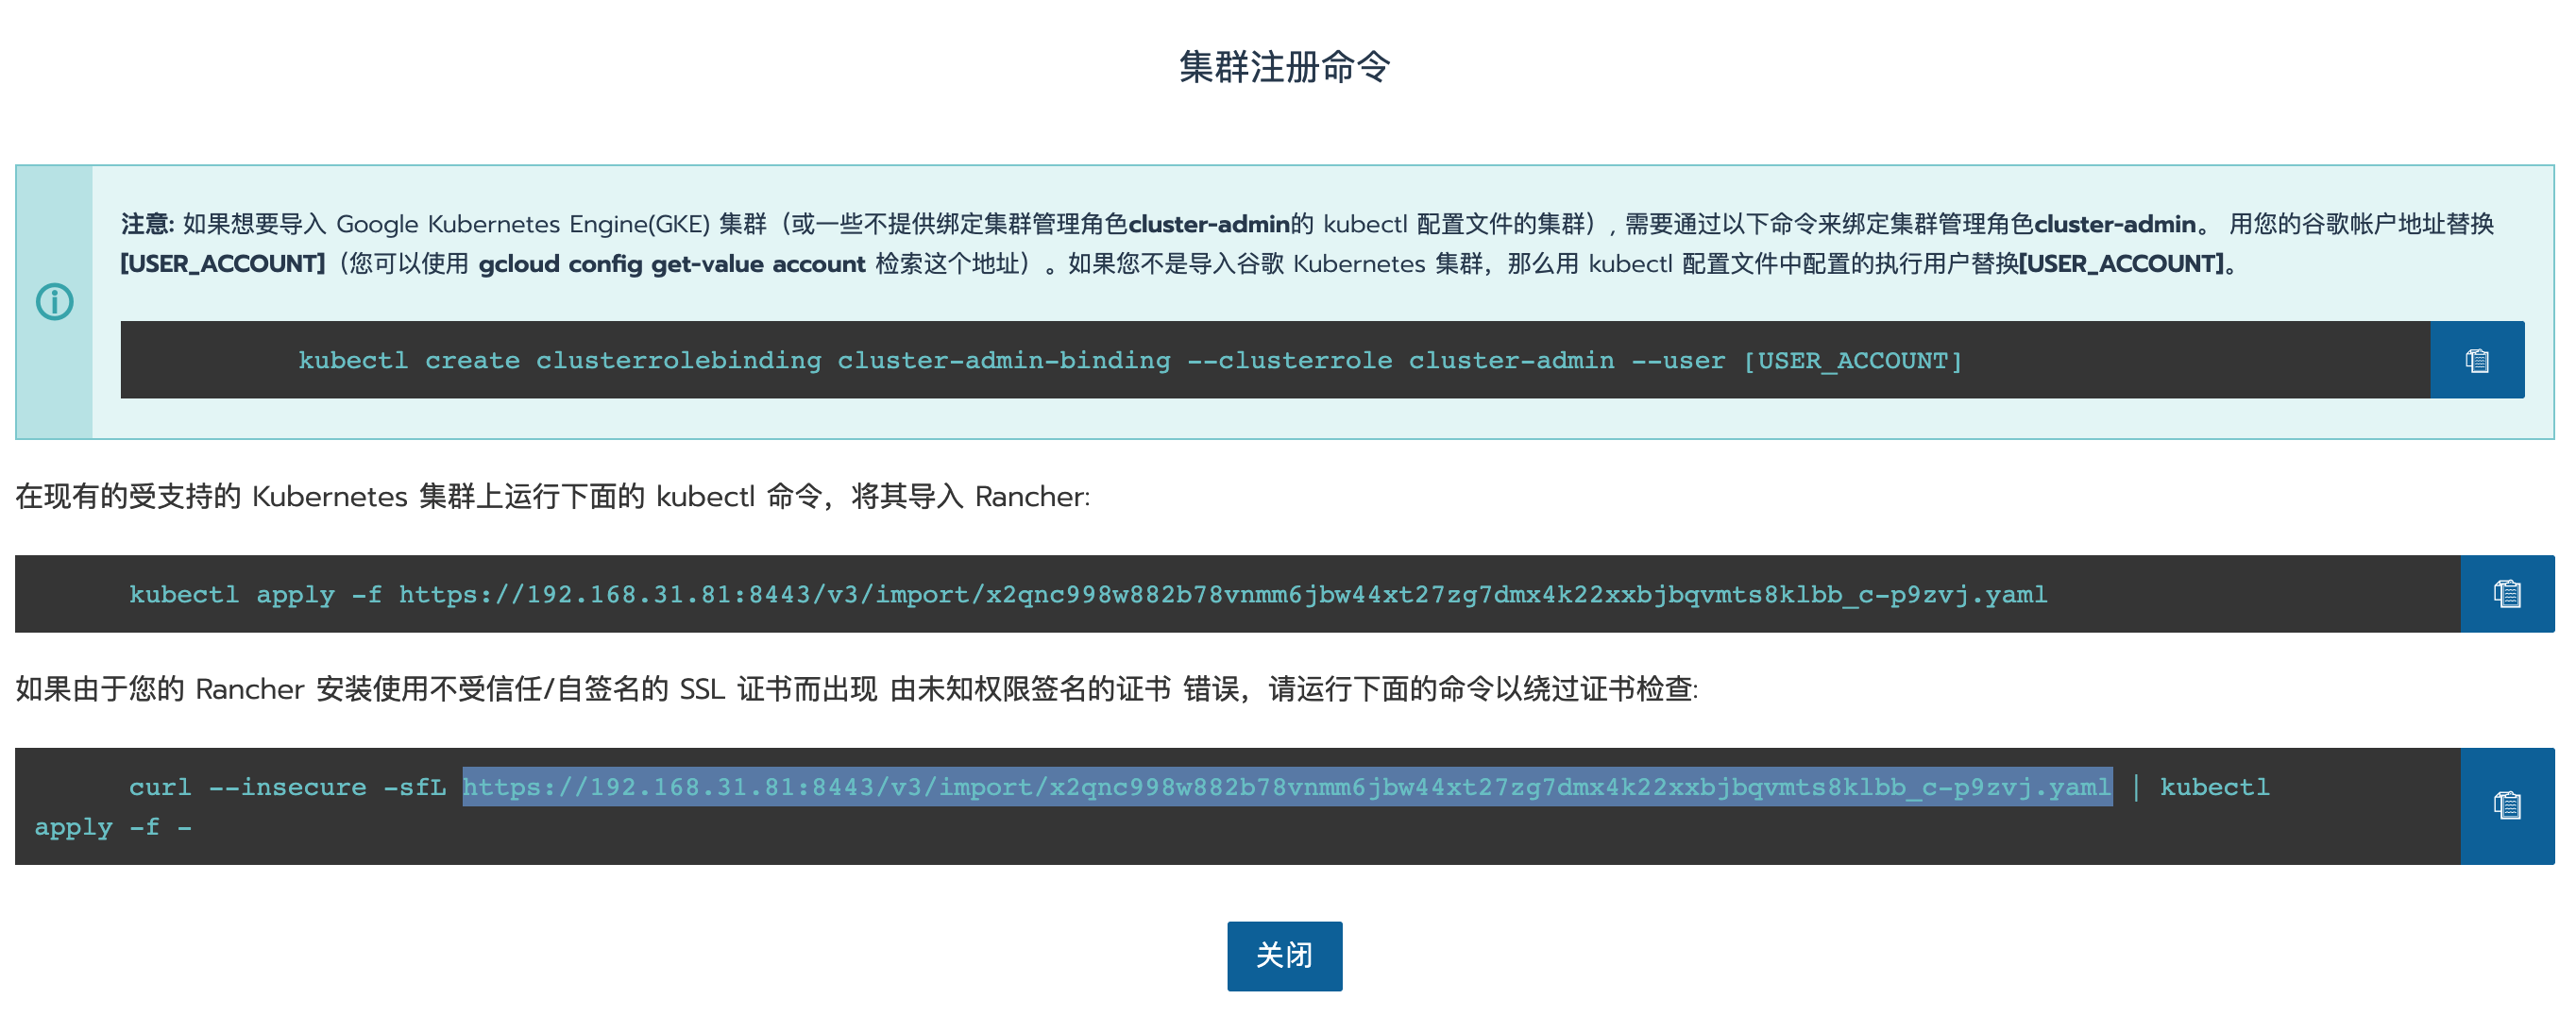 集群注册命令
注意: 如果想要导入 Google Kubernetes Engine(GKE) 集群（或一些不提供绑定集群管理角色cluster-admin的 kubectl 配置文件的集群）, 需要通过以下命令来绑定集群管理角色cluster-admin。 用您的谷歌帐户地址替换
[USER_ACCOUNT]（您可以使用 gcloud config get-value account 检索这个地址）。如果您不是导入谷歌 Kubernetes 集群，那么用 kubectl 配置文件中配置的执行用户替换[USER_ACCOUNT]。
kubectl create clusterrolebinding cluster-admin-binding --clusterrole cluster-admin --user [USER_ACCOUNT]
在现有的受支持的 Kubernetes 集群上运行下面的 kubectl 命令，将其导入 Rancher:
kubectl apply -f https://192.168.31.81:8443/v3/import/x2qnc998w882b78vnmm6jbw44xt27zg7dmx4k22xxbjbqvmts8klbb_c-p9zvj.yaml
如果由于您的 Rancher 安装使用不受信任/自签名的 SSL 证书而出现 由未知权限签名的证书 错误，请运行下面的命令以绕过证书检查:
curl --insecure -sfL https://192.168.31.81:8443/v3/import/x2qnc998w882b78vnmm6jbw44xt27zg7dmx4k22xxbjbqvmts8klbb_c-p9zvj.yaml | kubectl
apply -f -
关闭